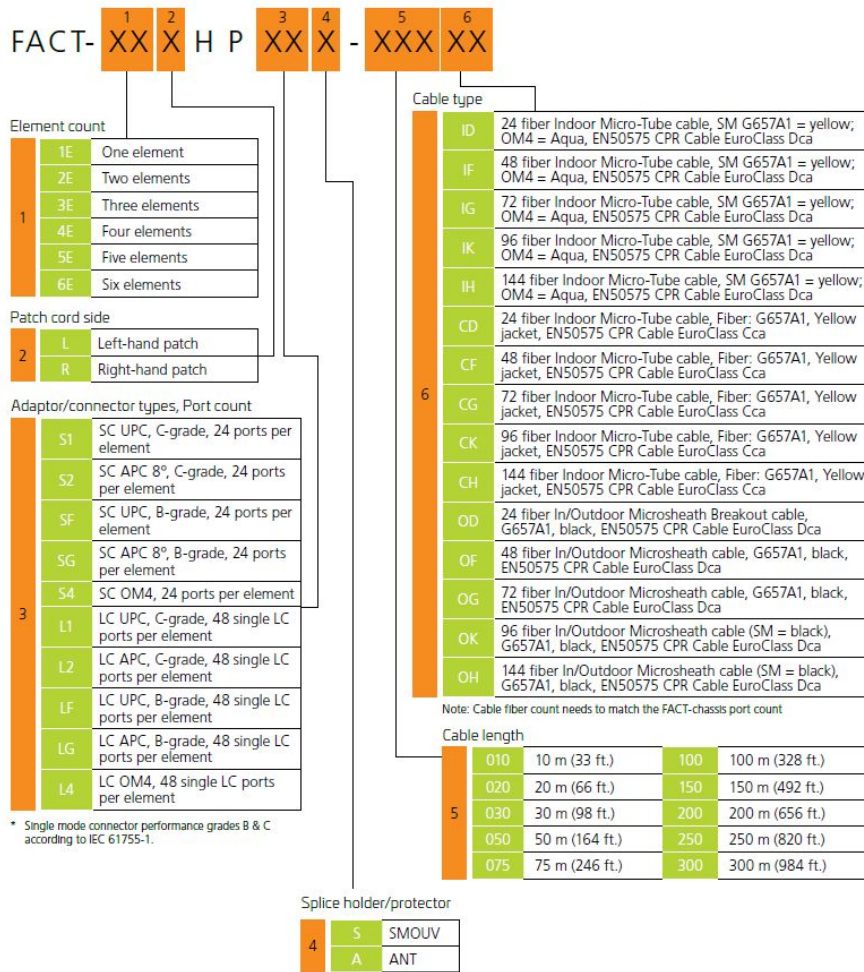 1 2 3 4 5 6
FACT- XX X H P XX X - XXX XX
Element count
1
1E One element
2E Two elements
3E Three elements
4E Four elements
5E Five elements
6E Six elements
Patch cord side
2
L Left-hand patch
R Right-hand patch
Adaptor/connector types, Port count
3
S1 SC UPC, C-grade, 24 ports per
element
S2 SC APC 8º, C-grade, 24 ports
per element
SF SC UPC, B-grade, 24 ports per
element
SG SC APC 8º, B-grade, 24 ports
per element
S4 SC OM4, 24 ports per element
L1 LC UPC, C-grade, 48 single LC
ports per element
L2 LC APC, C-grade, 48 single LC
ports per element
LF LC UPC, B-grade, 48 single LC
ports per element
LG LC APC, B-grade, 48 single LC
ports per element
L4 LC OM4, 48 single LC ports
per element
* Single mode connector performance grades B & C
according to IEC 61755-1.
Cable type
6
ID 24 fiber Indoor Micro-Tube cable, SM G657A1 = yellow;
OM4 = Aqua, EN50575 CPR Cable EuroClass Dca
IF 48 fiber Indoor Micro-Tube cable, SM G657A1 = yellow;
OM4 = Aqua, EN50575 CPR Cable EuroClass Dca
IG 72 fiber Indoor Micro-Tube cable, SM G657A1 = yellow;
OM4 = Aqua, EN50575 CPR Cable EuroClass Dca
IK 96 fiber Indoor Micro-Tube cable, SM G657A1 = yellow;
OM4 = Aqua, EN50575 CPR Cable EuroClass Dca
IH 144 fiber Indoor Micro-Tube cable, SM G657A1 = yellow;
OM4 = Aqua, EN50575 CPR Cable EuroClass Dca
CD 24 fiber Indoor Micro-Tube cable, Fiber: G657A1, Yellow
jacket, EN50575 CPR Cable EuroClass Cca
CF 48 fiber Indoor Micro-Tube cable, Fiber: G657A1, Yellow
jacket, EN50575 CPR Cable EuroClass Cca
CG 72 fiber Indoor Micro-Tube cable, Fiber: G657A1, Yellow
jacket, EN50575 CPR Cable EuroClass Cca
CK 96 fiber Indoor Micro-Tube cable, Fiber: G657A1, Yellow
jacket, EN50575 CPR Cable EuroClass Cca
CH 144 fiber Indoor Micro-Tube cable, Fiber: G657A1, Yellow
jacket, EN50575 CPR Cable EuroClass Cca
OD 24 fiber In/Outdoor Microsheath Breakout cable,
G657A1, black, EN50575 CPR Cable EuroClass Dca
OF 48 fiber In/Outdoor Microsheath cable, G657A1, black,
EN50575 CPR Cable EuroClass Dca
OG 72 fiber In/Outdoor Microsheath cable, G657A1, black,
EN50575 CPR Cable EuroClass Dca
OK 96 fiber In/Outdoor Microsheath cable (SM = black),
G657A1, black, EN50575 CPR Cable EuroClass Dca
OH 144 fiber In/Outdoor Microsheath cable (SM = black),
G657A1, black, EN50575 CPR Cable EuroClass Dca
Note: Cable fiber count needs to match the FACT-chassis port count
Cable length
5
010 10 m (33 ft.) 100 100 m (328 ft.)
020 20 m (66 ft.) 150 150 m (492 ft.)
030 30 m (98 ft.) 200 200 m (656 ft.)
050 50 m (164 ft.) 250 250 m (820 ft.)
075 75 m (246 ft.) 300 300 m (984 ft.)
Splice holder/protector
4
S SMOUV
A ANT